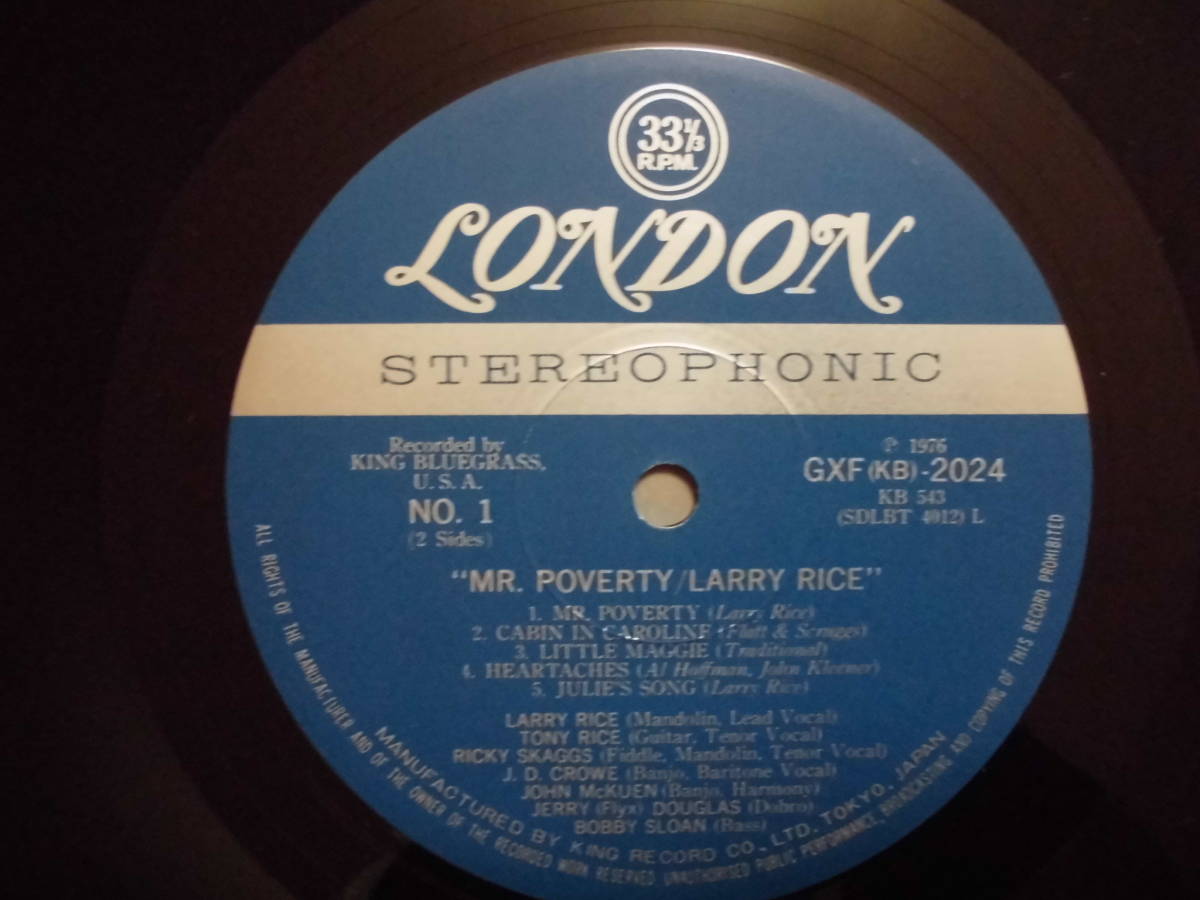 33 1/3
R.P.M.
LONDON
STEREOPHONIC
Recorded by
KING BLUEGRASS,
U. S. A.
NO. 1
(2 Sides)
℗ 1976
GXF (KB) -2024
KB 543
(SDLBT 4012) L
"MR. POVERTY/LARRY RICE"
1. MR. POVERTY (Larry Rice)
2. CABIN IN CAROLINE (Flatt & Scruggs)
3. LITTLE MAGGIE (Traditional)
4. HEARTACHES (Al Hoffman, John Klenner)
5. JULIE'S SONG (Larry Rice)
LARRY RICE (Mandolin, Lead Vocal)
TONY RICE (Guitar, Tenor Vocal)
RICKY SKAGGS (Fiddle, Mandolin, Tenor Vocal)
J. D. CROWE (Banjo, Baritone Vocal)
JOHN McKUEN (Banjo, Harmony)
JERRY (Flyx) DOUGLAS (Dobro)
BOBBY SLOAN (Bass)
MANUFACTURED BY KING RECORD CO., LTD. TOKYO, JAPAN
ALL RIGHTS OF THE MANUFACTURER AND OF THE OWNER OF THE RECORDED WORK RESERVED UNAUTHORISED PUBLIC PERFORMANCE, BROADCASTING AND COPYING OF THIS RECORD PROHIBITED